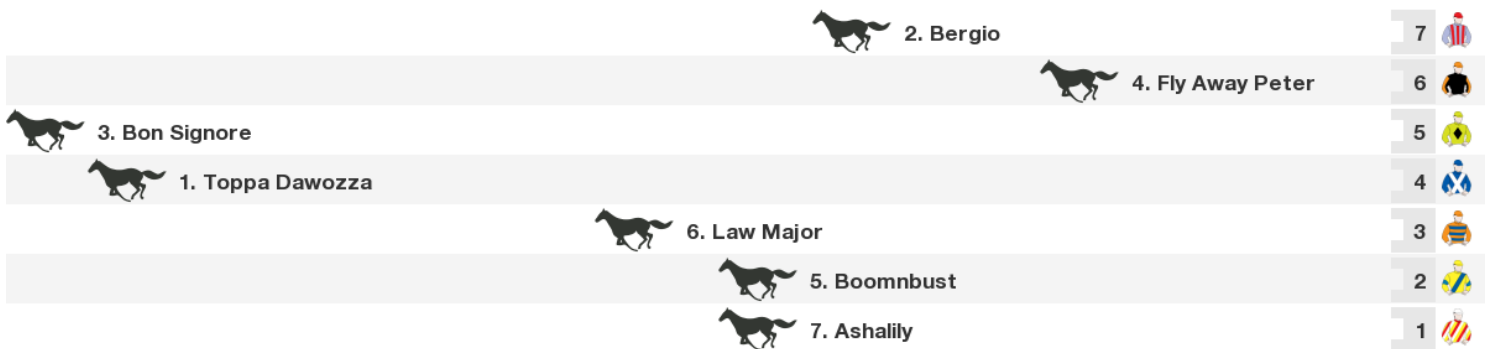 2. Bergio 7
4. Fly Away Peter 6
3. Bon Signore 5
1. Toppa Dawozza 4
6. Law Major 3
5. Boomnbust 2
7. Ashalily 1